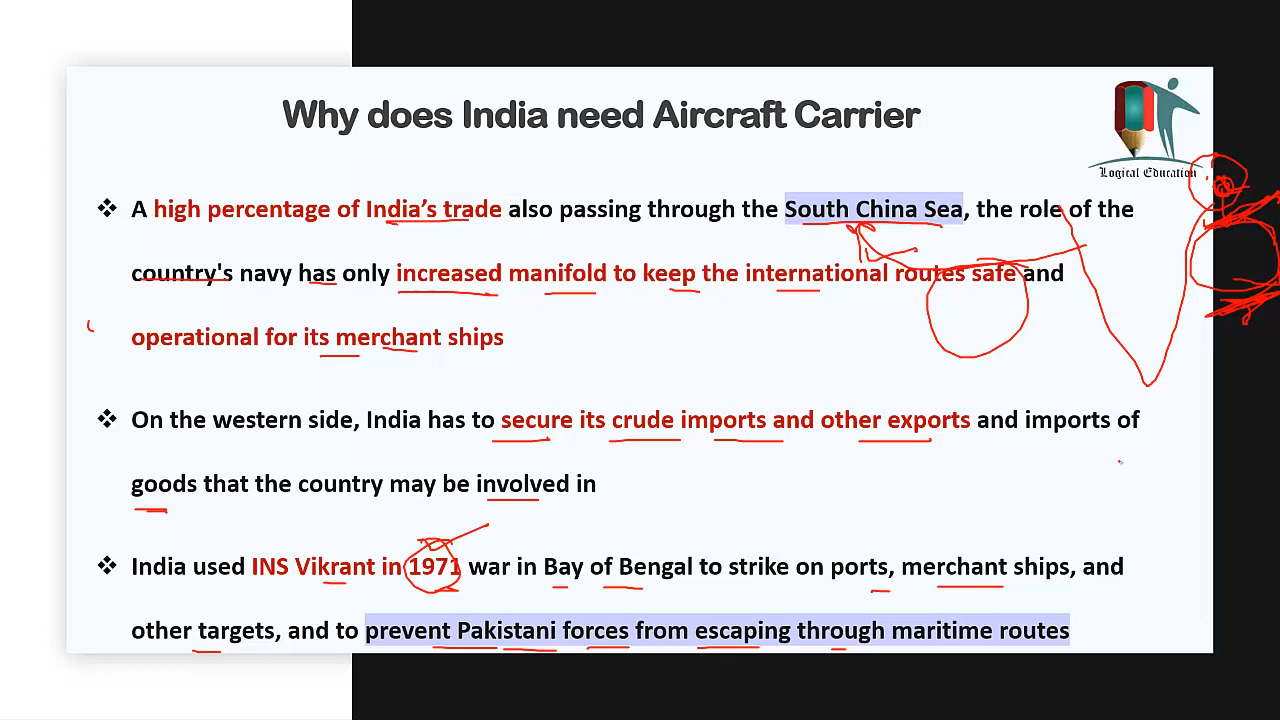 Why does India need Aircraft Carrier
Logical Education
❖ A high percentage of India’s trade also passing through the South China Sea, the role of the
country's navy has only increased manifold to keep the international routes safe and
operational for its merchant ships
❖ On the western side, India has to secure its crude imports and other exports and imports of
goods that the country may be involved in
❖ India used INS Vikrant in 1971 war in Bay of Bengal to strike on ports, merchant ships, and
other targets, and to prevent Pakistani forces from escaping through maritime routes